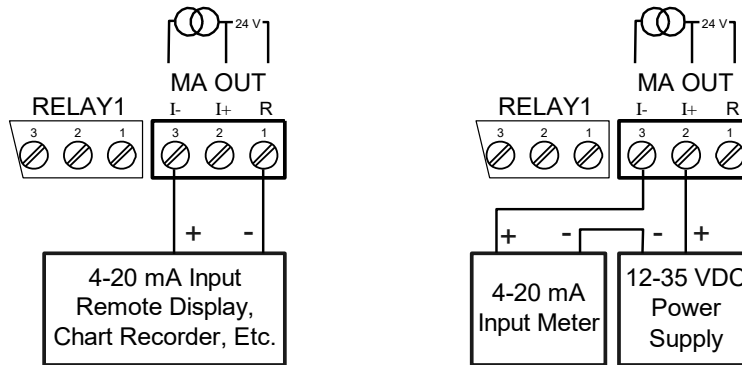 24 V
MA OUT
RELAY1 I- I+ R
3 2 1 3 2 1
+ -
4-20 mA Input
Remote Display,
Chart Recorder, Etc.
24 V
MA OUT
RELAY1 I- I+ R
3 2 1 3 2 1
+ - - +
4-20 mA
Input Meter
12-35 VDC
Power
Supply